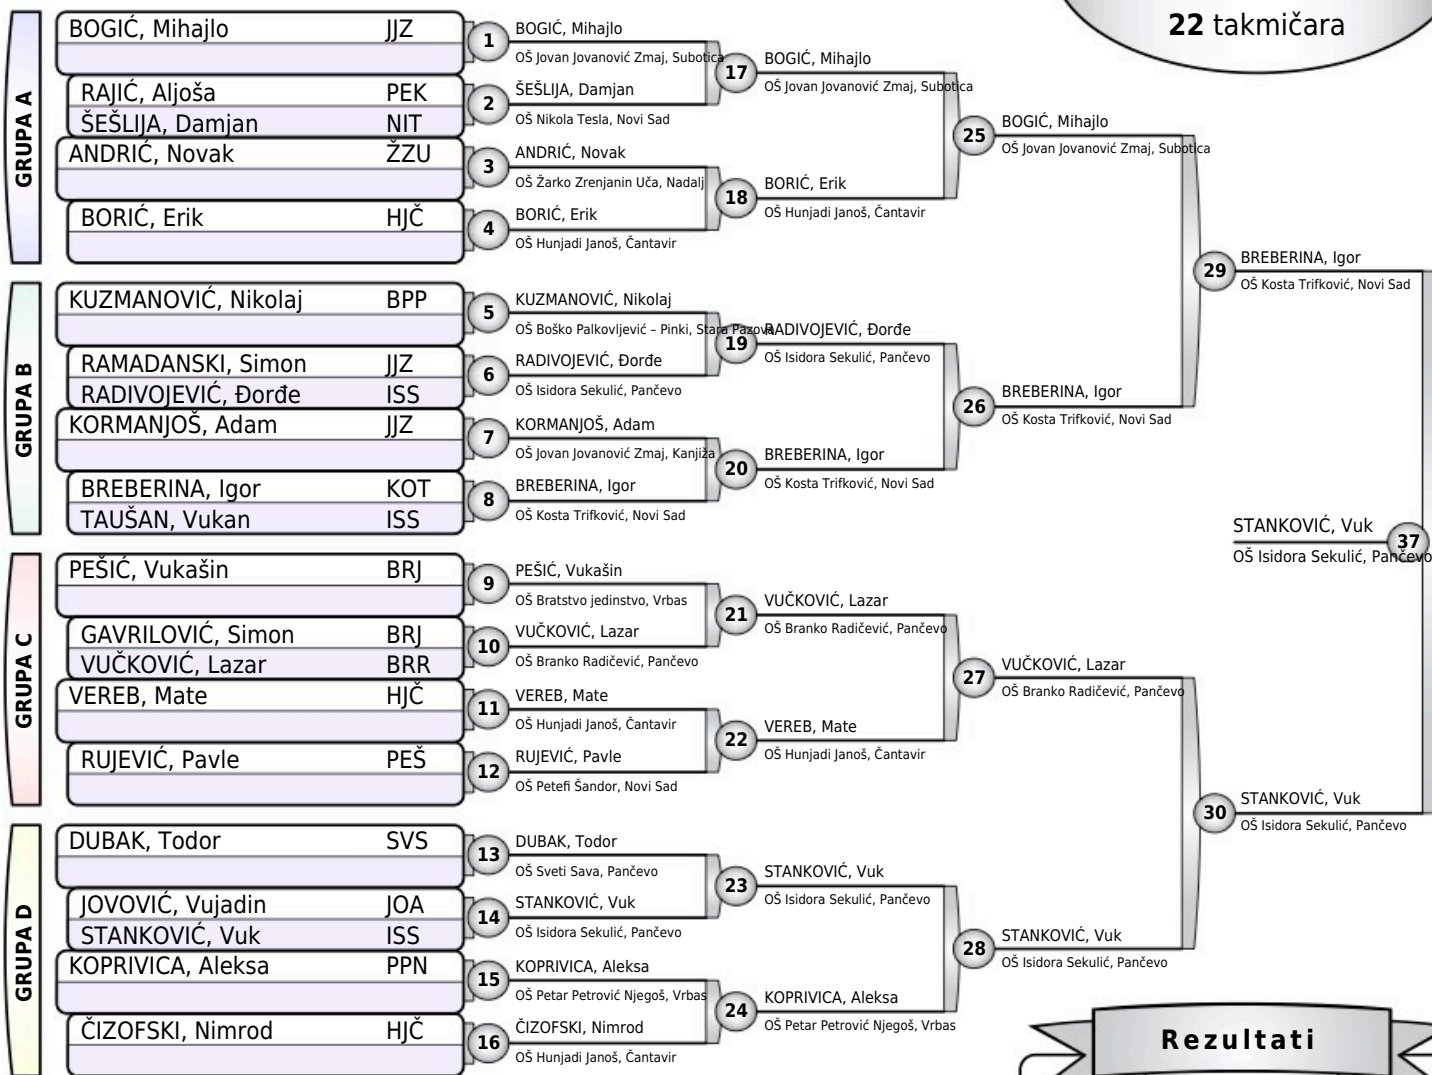 22 takmičara
GRUPA A
BOGIĆ, Mihajlo JJZ
RAJIĆ, Aljoša PEK
ŠEŠLIJA, Damjan NIT
ANDRIĆ, Novak ŽZU
BORIĆ, Erik HJČ
GRUPA B
KUZMANOVIĆ, Nikolaj BPP
RAMADANSKI, Simon JJZ
RADIVOJEVIĆ, Đorđe ISS
KORMANJOŠ, Adam JJZ
BREBERINA, Igor KOT
TAUŠAN, Vukan ISS
GRUPA C
PEŠIĆ, Vukašin BRJ
GAVRILOVIĆ, Simon BRJ
VUČKOVIĆ, Lazar BRR
VEREB, Mate HJČ
RUJEVIĆ, Pavle PEŠ
GRUPA D
DUBAK, Todor SVS
JOVOVIĆ, Vujadin JOA
STANKOVIĆ, Vuk ISS
KOPRIVICA, Aleksa PPN
ČIZOFSKI, Nimrod HJČ
1 BOGIĆ, Mihajlo
OŠ Jovan Jovanović Zmaj, Subotica
2 ŠEŠLIJA, Damjan
OŠ Nikola Tesla, Novi Sad
3 ANDRIĆ, Novak
OŠ Žarko Zrenjanin Uča, Nadalj
4 BORIĆ, Erik
OŠ Hunjadi Janoš, Čantavir
5 KUZMANOVIĆ, Nikolaj
OŠ Boško Palkovljević – Pinki, Stara Pazova
6 RADIVOJEVIĆ, Đorđe
OŠ Isidora Sekulić, Pančevo
7 KORMANJOŠ, Adam
OŠ Jovan Jovanović Zmaj, Kanjiža
8 BREBERINA, Igor
OŠ Kosta Trifković, Novi Sad
9 PEŠIĆ, Vukašin
OŠ Bratstvo jedinstvo, Vrbas
10 VUČKOVIĆ, Lazar
OŠ Branko Radičević, Pančevo
11 VEREB, Mate
OŠ Hunjadi Janoš, Čantavir
12 RUJEVIĆ, Pavle
OŠ Petefi Šandor, Novi Sad
13 DUBAK, Todor
OŠ Sveti Sava, Pančevo
14 STANKOVIĆ, Vuk
OŠ Isidora Sekulić, Pančevo
15 KOPRIVICA, Aleksa
OŠ Petar Petrović Njegoš, Vrbas
16 ČIZOFSKI, Nimrod
OŠ Hunjadi Janoš, Čantavir
17 BOGIĆ, Mihajlo
OŠ Jovan Jovanović Zmaj, Subotica
18 BORIĆ, Erik
OŠ Hunjadi Janoš, Čantavir
19 RADIVOJEVIĆ, Đorđe
OŠ Isidora Sekulić, Pančevo
20 BREBERINA, Igor
OŠ Kosta Trifković, Novi Sad
21 VUČKOVIĆ, Lazar
OŠ Branko Radičević, Pančevo
22 VEREB, Mate
OŠ Hunjadi Janoš, Čantavir
23 STANKOVIĆ, Vuk
OŠ Isidora Sekulić, Pančevo
24 KOPRIVICA, Aleksa
OŠ Petar Petrović Njegoš, Vrbas
25 BOGIĆ, Mihajlo
OŠ Jovan Jovanović Zmaj, Subotica
26 BREBERINA, Igor
OŠ Kosta Trifković, Novi Sad
27 VUČKOVIĆ, Lazar
OŠ Branko Radičević, Pančevo
28 STANKOVIĆ, Vuk
OŠ Isidora Sekulić, Pančevo
29 BREBERINA, Igor
OŠ Kosta Trifković, Novi Sad
30 STANKOVIĆ, Vuk
OŠ Isidora Sekulić, Pančevo
STANKOVIĆ, Vuk 37
OŠ Isidora Sekulić, Pančevo
Rezultati